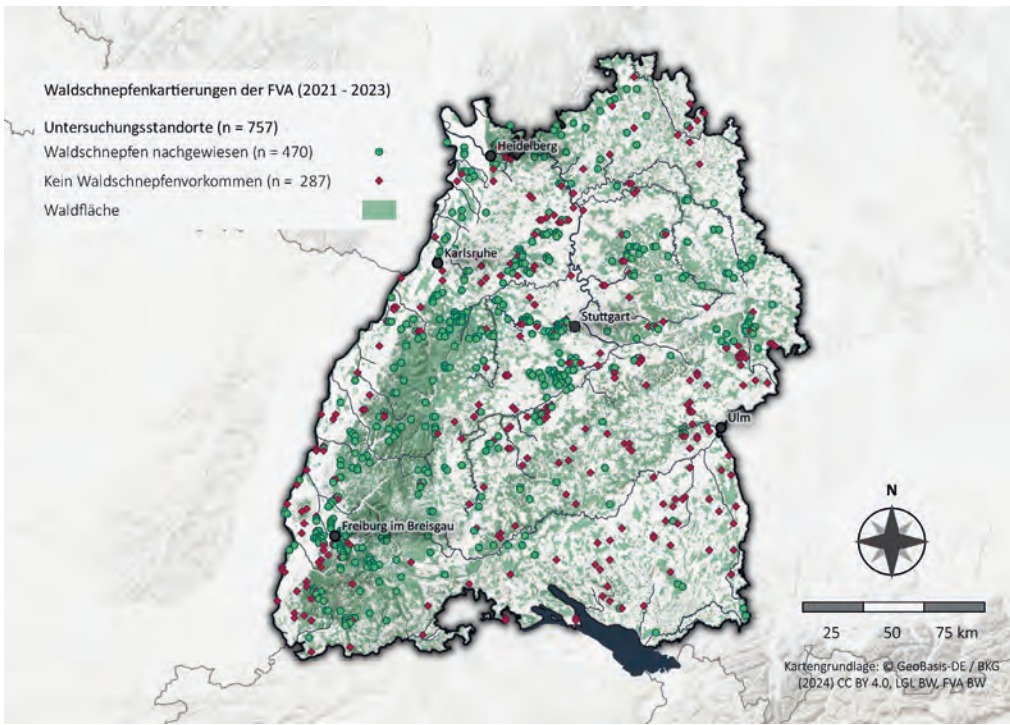 Waldschnepfenkartierungen der FVA (2021 - 2023)
Untersuchungsstandorte (n = 757)
Waldschnepfen nachgewiesen (n = 470)
Kein Waldschnepfenvorkommen (n = 287)
Waldfläche
Heidelberg
Karlsruhe
Stuttgart
Ulm
Freiburg im Breisgau
N
25 50 75 km
Kartengrundlage: © GeoBasis-DE / BKG
(2024) CC BY 4.0, LGL BW, FVA BW